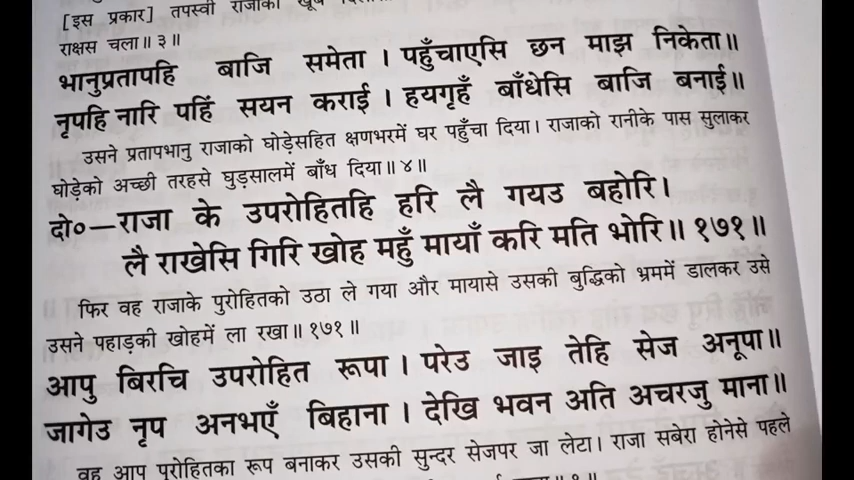 [इस प्रकार] तपस्वी राजाको खूब
राक्षस चला॥ ३॥
भानुप्रतापहि बाजि समेता। पहुँचाएसि छन माझ निकेता॥
नृपहि नारि पहिं सयन कराई। हयगृहँ बाँधेसि बाजि बनाई॥
उसने प्रतापभानु राजाको घोड़ेसहित क्षणभरमें घर पहुँचा दिया। राजाको रानीके पास सुलाकर
घोड़ेको अच्छी तरहसे घुड़सालमें बाँध दिया॥ ४॥
दो०—राजा के उपरोहितहि हरि लै गयउ बहोरि।
लै राखेसि गिरि खोह महुँ मायाँ करि मति भोरि॥ १७१॥
फिर वह राजाके पुरोहितको उठा ले गया और मायासे उसकी बुद्धिको भ्रममें डालकर उसे
उसने पहाड़की खोहमें ला रखा॥ १७१॥
आपु बिरचि उपरोहित रूपा। परेउ जाइ तेहि सेज अनूपा॥
जागेउ नृप अनभएँ बिहाना। देखि भवन अति अचरजु माना॥
वह आप पुरोहितका रूप बनाकर उसकी सुन्दर सेजपर जा लेटा। राजा सबेरा होनेसे पहले